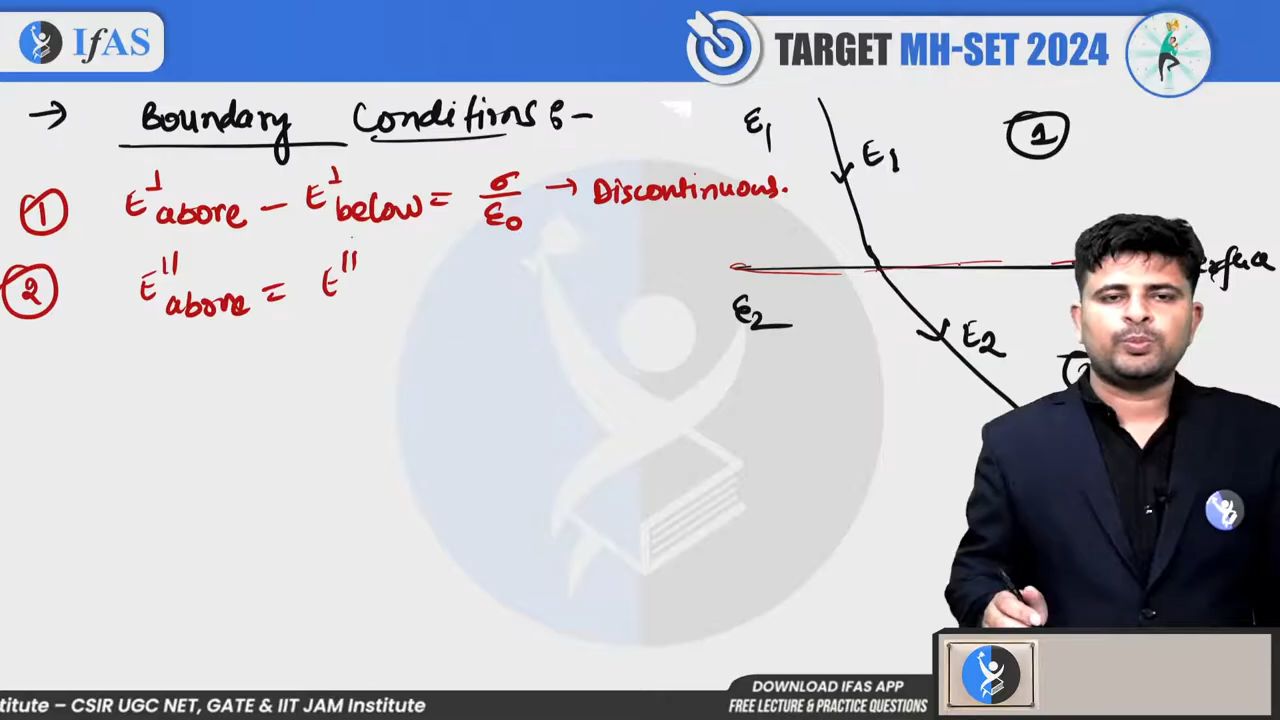 IfAS
TARGET MH-SET 2024
→ Boundary Conditions :-
① E⊥above - E⊥below = σ/ε0 → Discontinuous.
② E||above = E||
ε1
E1
①
ε2
E2
titute – CSIR UGC NET, GATE & IIT JAM Institute
DOWNLOAD IFAS APP
FREE LECTURE & PRACTICE QUESTIONS